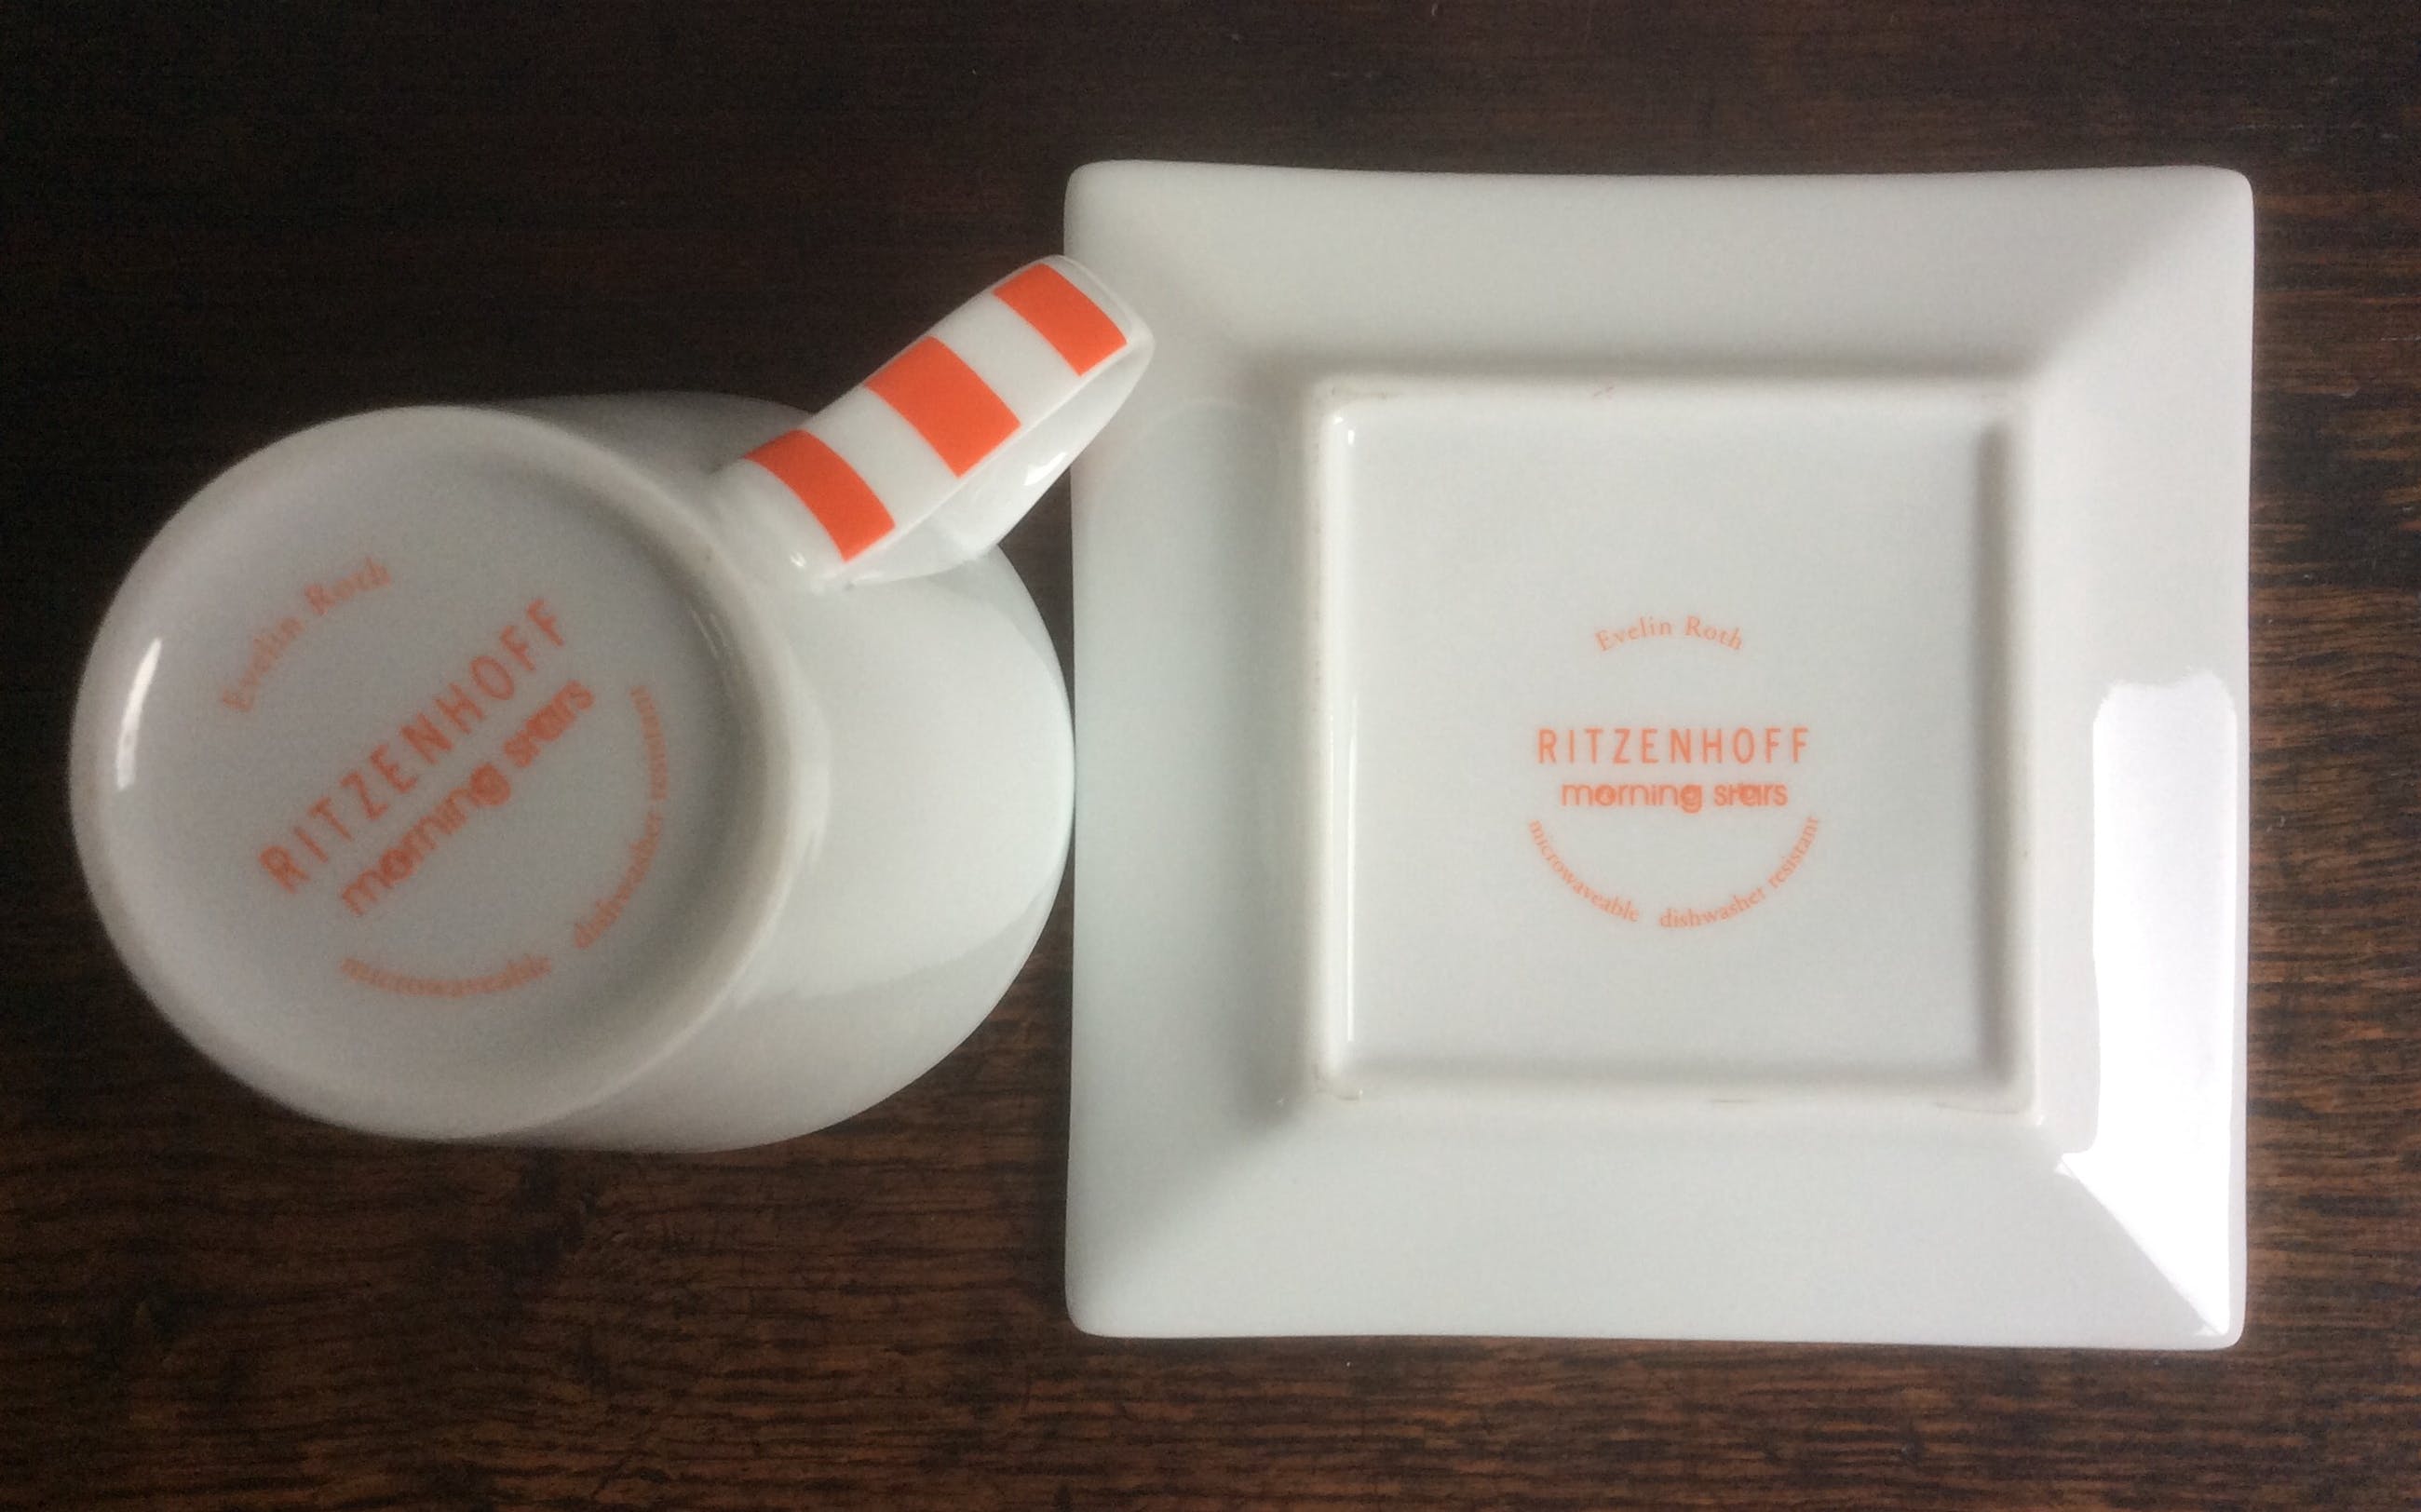 Evelin Roth
RITZENHOFF
morning stars
microwaveable dishwasher resistant
Evelin Roth
RITZENHOFF
morning stars
microwaveable dishwasher resistant